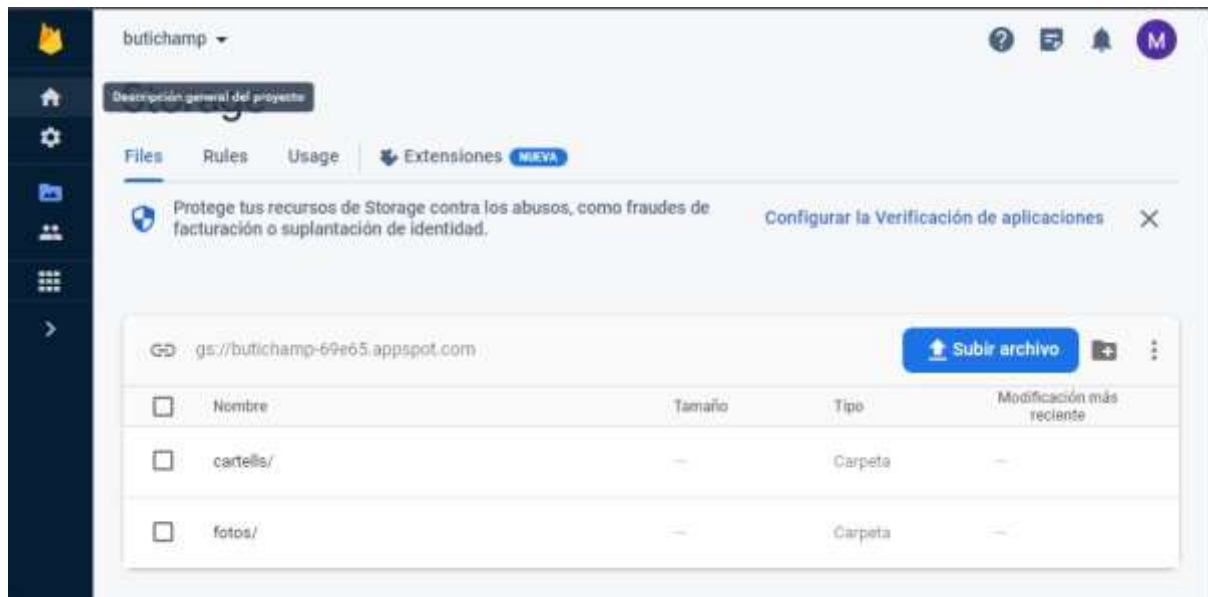 butichamp
M
Descripción general del proyecto
Storage
Files Rules Usage Extensiones NUEVA
Protege tus recursos de Storage contra los abusos, como fraudes de
facturación o suplantación de identidad.
Configurar la Verificación de aplicaciones
gs://butichamp-69e65.appspot.com
Subir archivo
Nombre Tamaño Tipo Modificación más
reciente
cartells/ — Carpeta —
fotos/ — Carpeta —